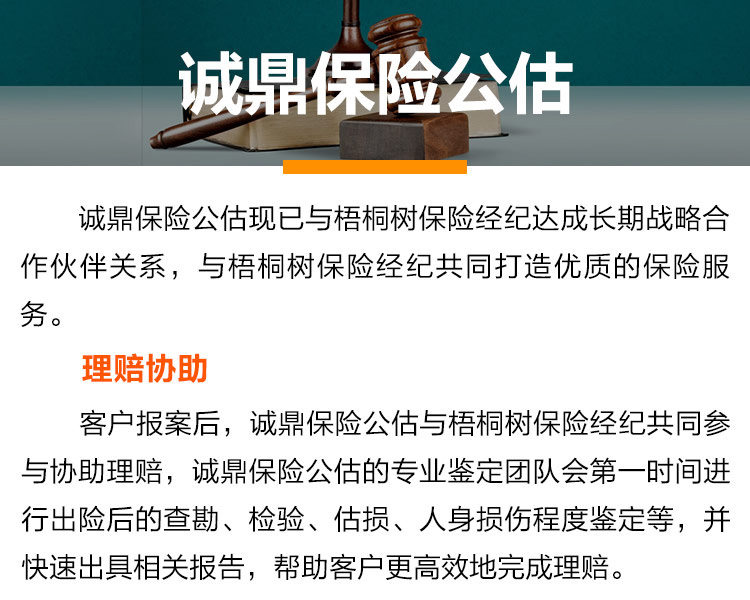 诚鼎保险公估
诚鼎保险公估现已与梧桐树保险经纪达成长期战略合
作伙伴关系，与梧桐树保险经纪共同打造优质的保险服
务。
理赔协助
客户报案后，诚鼎保险公估与梧桐树保险经纪共同参
与协助理赔，诚鼎保险公估的专业鉴定团队会第一时间进
行出险后的查勘、检验、估损、人身损伤程度鉴定等，并
快速出具相关报告，帮助客户更高效地完成理赔。